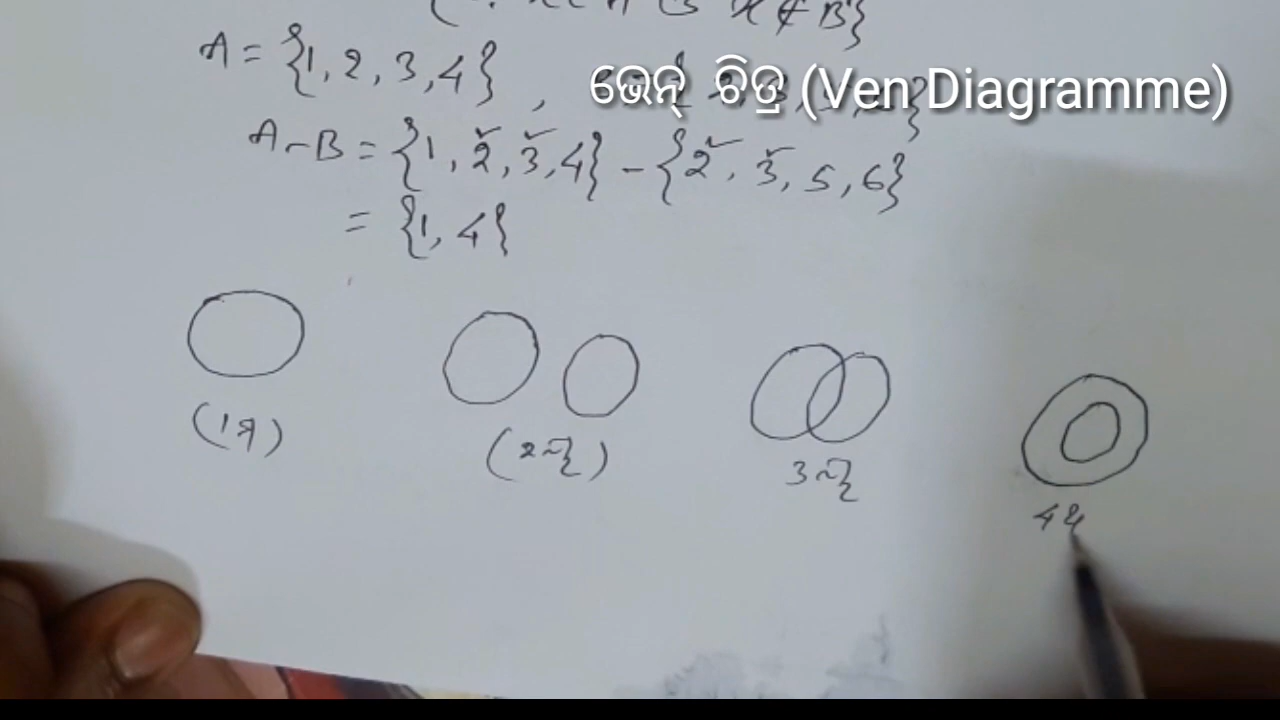 x ∉ B}
A = {1, 2, 3, 4} ,
ଭେନ୍ ଚିତ୍ର (Ven Diagramme)
A - B = {1, 2, 3, 4} - {2, 3, 5, 6}
= {1, 4}
(1ମ) (2ୟ)
3ୟ
4ଥ